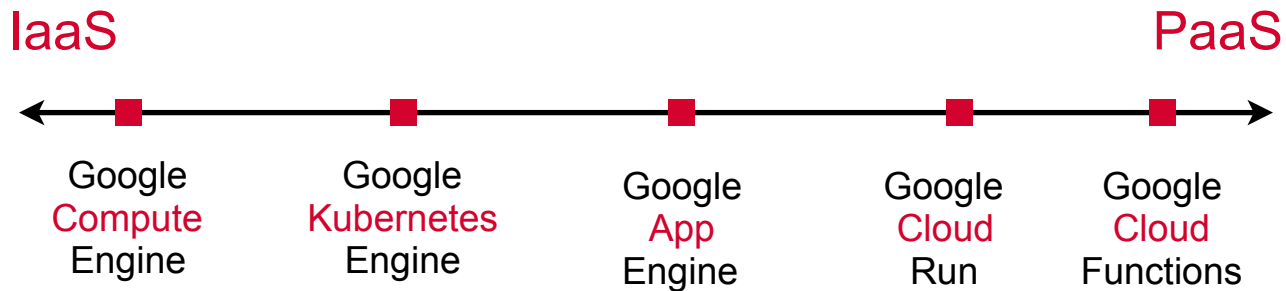 IaaS
PaaS
Google
Compute
Engine
Google
Kubernetes
Engine
Google
App
Engine
Google
Cloud
Run
Google
Cloud
Functions